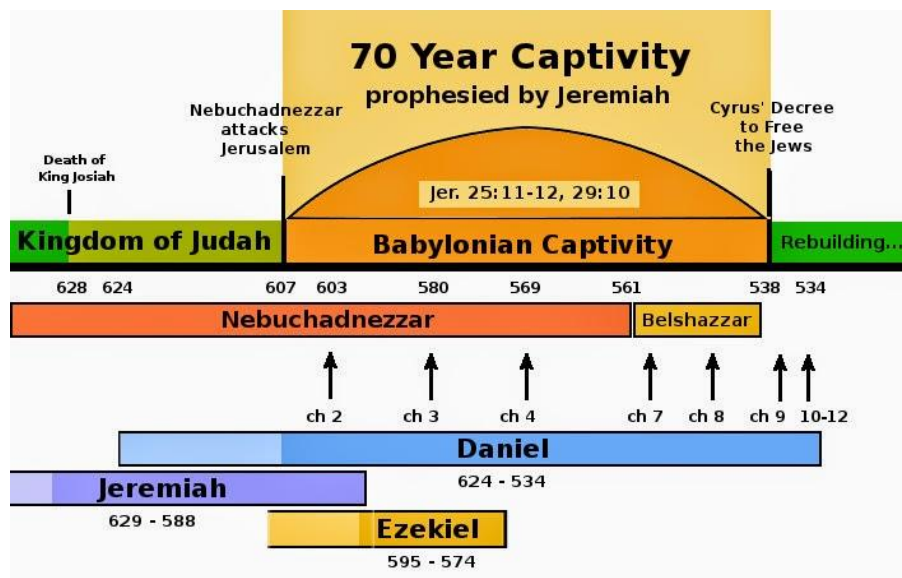 70 Year Captivity
prophesied by Jeremiah
Nebuchadnezzar
attacks
Jerusalem
Cyrus' Decree
to Free
the Jews
Death of
King Josiah
Jer. 25:11-12, 29:10
Kingdom of Judah
Babylonian Captivity
Rebuilding...
628 624 607 603 580 569 561 538 534
Nebuchadnezzar
Belshazzar
ch 2 ch 3 ch 4 ch 7 ch 8 ch 9 10-12
Daniel
624 - 534
Jeremiah
629 - 588
Ezekiel
595 - 574